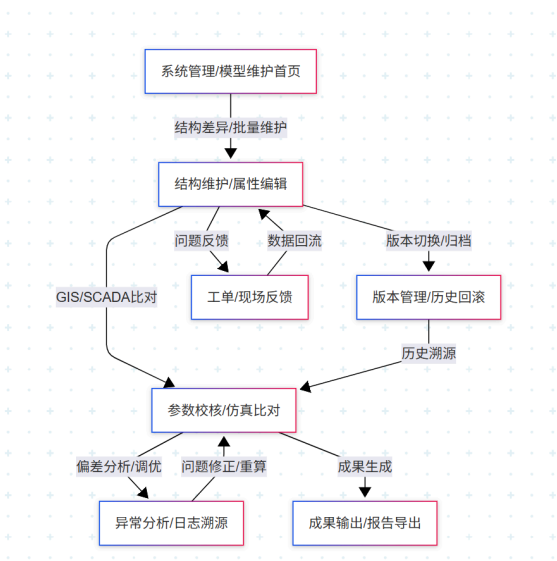 系统管理/模型维护首页
结构差异/批量维护
结构维护/属性编辑
问题反馈
数据回流
版本切换/归档
工单/现场反馈
版本管理/历史回滚
GIS/SCADA比对
历史溯源
参数校核/仿真比对
偏差分析/调优
问题修正/重算
成果生成
异常分析/日志溯源
成果输出/报告导出